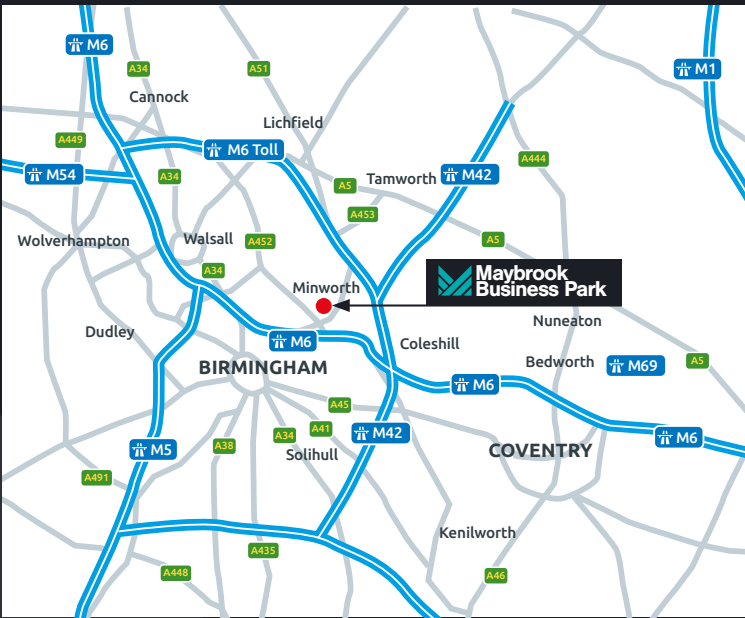 M6
A34
A51
M1
Cannock
Lichfield
A449
M6 Toll
A444
M54
A34
A5
Tamworth
M42
A453
Wolverhampton
Walsall
A452
A5
A34
Minworth
Maybrook
Business Park
Nuneaton
Dudley
M6
Coleshill
BIRMINGHAM
Bedworth
M69
A5
M6
A45
A38
A34
A41
M42
M6
M5
Solihull
COVENTRY
A491
Kenilworth
A435
A448
A46